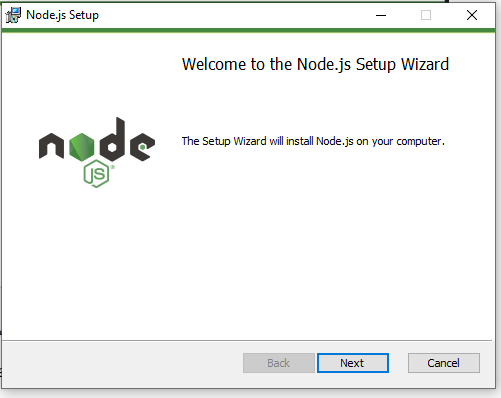 Node.js Setup
Welcome to the Node.js Setup Wizard
The Setup Wizard will install Node.js on your computer.
node
JS
Back Next Cancel